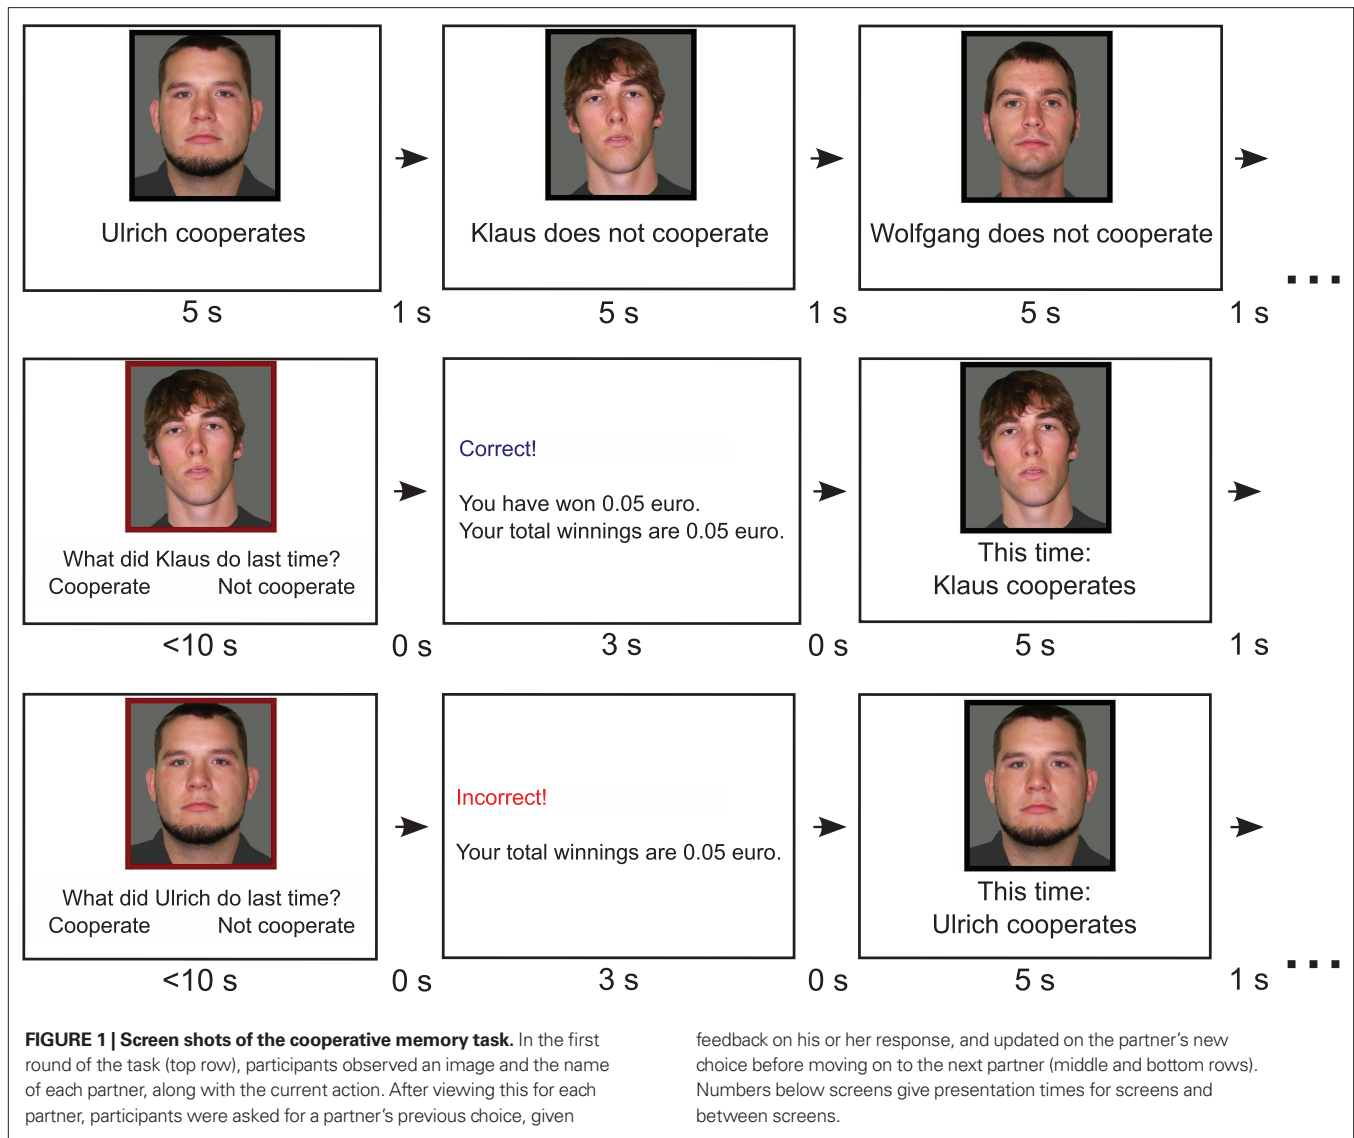 Ulrich cooperates
Klaus does not cooperate
Wolfgang does not cooperate
...
5 s
1 s
5 s
1 s
5 s
1 s
What did Klaus do last time?
Cooperate Not cooperate
Correct!
You have won 0.05 euro.
Your total winnings are 0.05 euro.
This time:
Klaus cooperates
<10 s
0 s
3 s
0 s
5 s
1 s
What did Ulrich do last time?
Cooperate Not cooperate
Incorrect!
Your total winnings are 0.05 euro.
This time:
Ulrich cooperates
...
<10 s
0 s
3 s
0 s
5 s
1 s
FIGURE 1 | Screen shots of the cooperative memory task. In the first
round of the task (top row), participants observed an image and the name
of each partner, along with the current action. After viewing this for each
partner, participants were asked for a partner's previous choice, given
feedback on his or her response, and updated on the partner's new
choice before moving on to the next partner (middle and bottom rows).
Numbers below screens give presentation times for screens and
between screens.